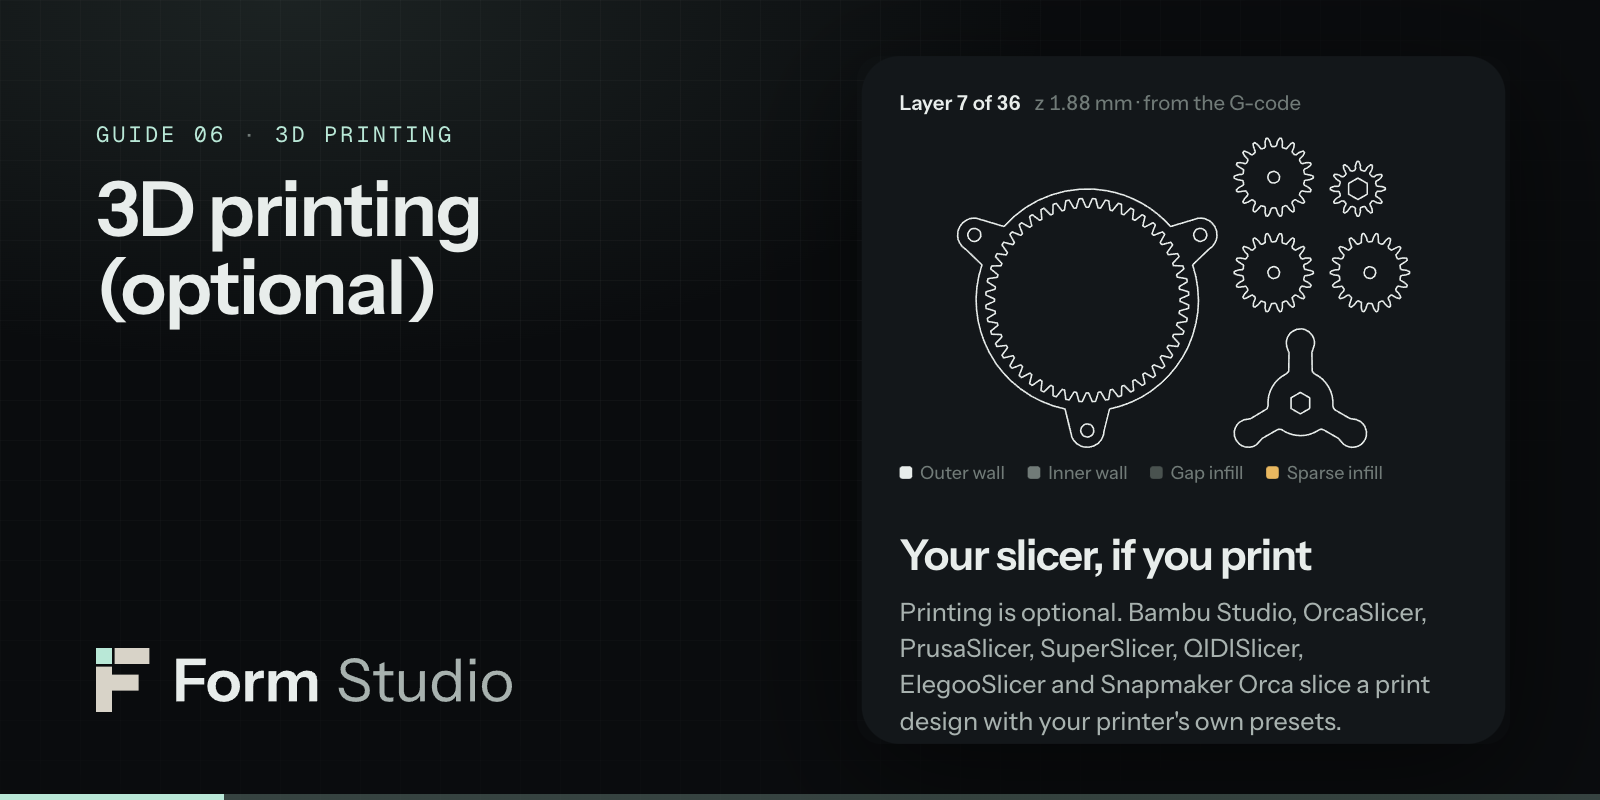 GUIDE 06 · 3D PRINTING
3D printing
(optional)
Form Studio
Layer 7 of 36 z 1.88 mm · from the G-code
Outer wall Inner wall Gap infill Sparse infill
Your slicer, if you print
Printing is optional. Bambu Studio, OrcaSlicer,
PrusaSlicer, SuperSlicer, QIDISlicer,
ElegooSlicer and Snapmaker Orca slice a print
design with your printer's own presets.